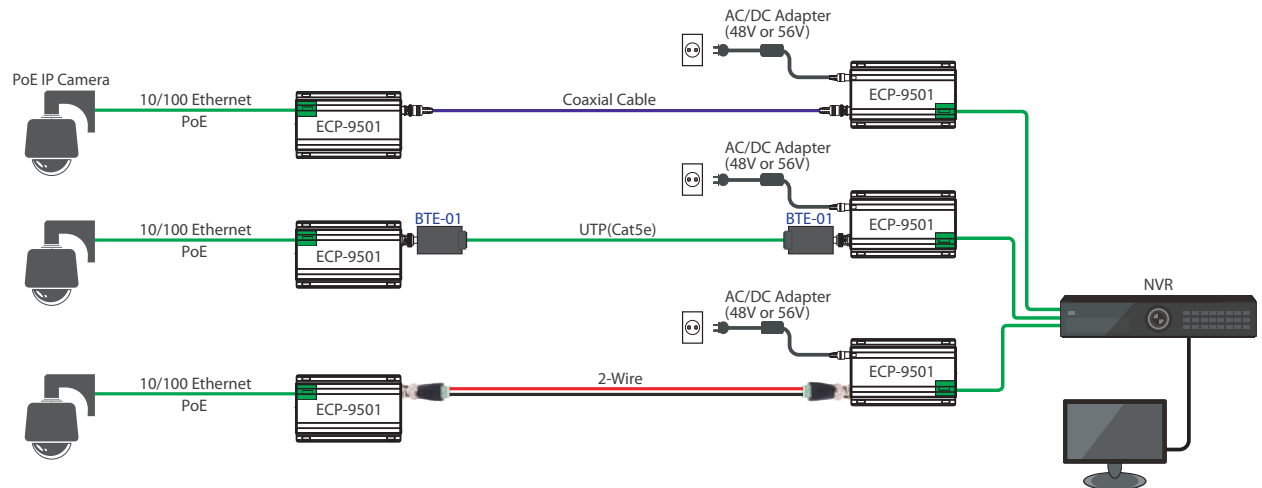 AC/DC Adapter
(48V or 56V)
PoE IP Camera
10/100 Ethernet
PoE
ECP-9501
Coaxial Cable
ECP-9501
AC/DC Adapter
(48V or 56V)
10/100 Ethernet
PoE
ECP-9501
BTE-01
UTP(Cat5e)
BTE-01
ECP-9501
NVR
AC/DC Adapter
(48V or 56V)
10/100 Ethernet
PoE
ECP-9501
2-Wire
ECP-9501